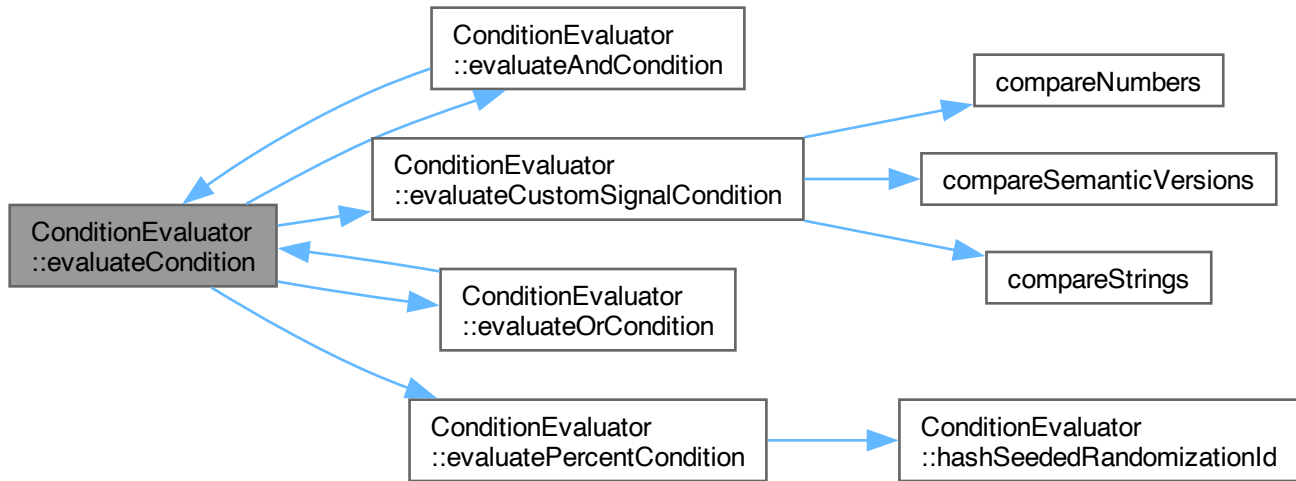 ConditionEvaluator
::evaluateCondition
ConditionEvaluator
::evaluateAndCondition
ConditionEvaluator
::evaluateCustomSignalCondition
ConditionEvaluator
::evaluateOrCondition
ConditionEvaluator
::evaluatePercentCondition
compareNumbers
compareSemanticVersions
compareStrings
ConditionEvaluator
::hashSeededRandomizationId